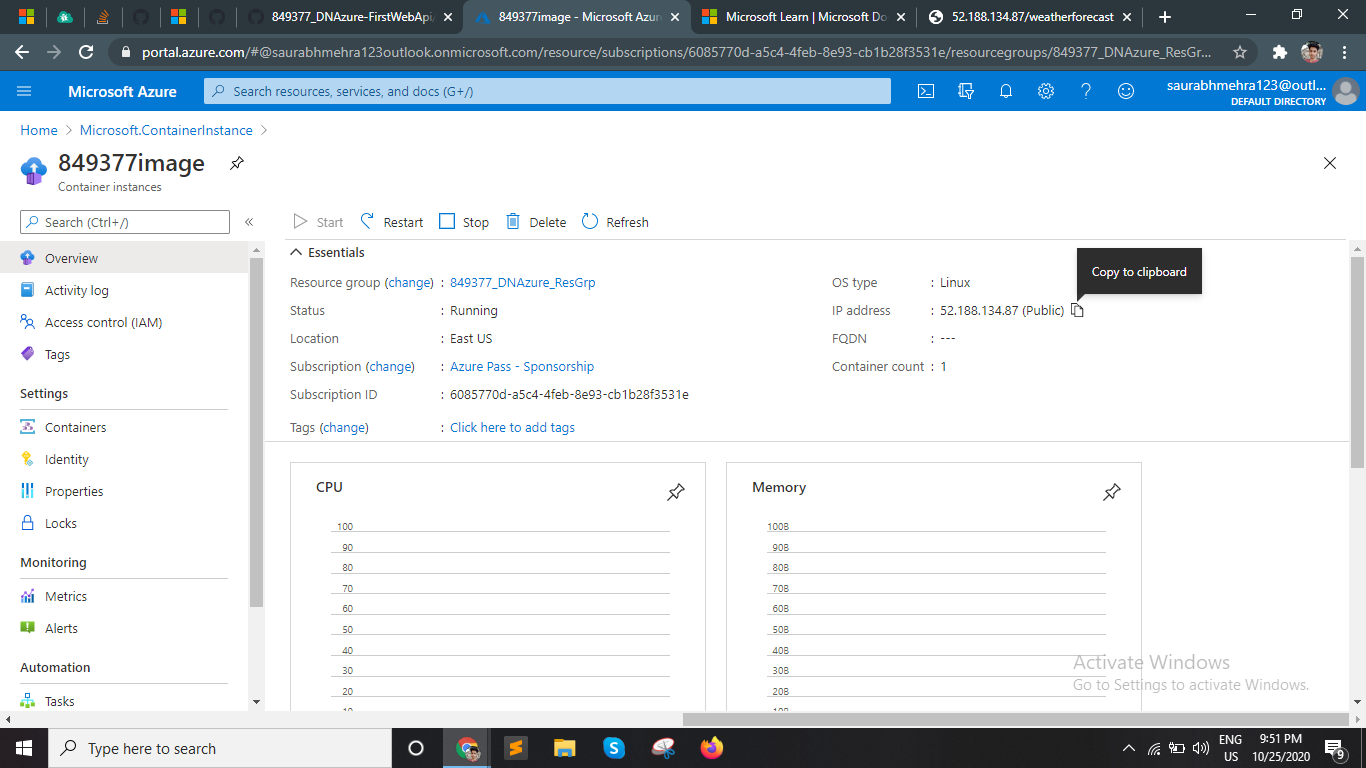 849377_DNAzure-FirstWebApi
849377image - Microsoft Azur
Microsoft Learn | Microsoft Do
52.188.134.87/weatherforecast
portal.azure.com/#@saurabhmehra123outlook.onmicrosoft.com/resource/subscriptions/6085770d-a5c4-4feb-8e93-cb1b28f3531e/resourcegroups/849377_DNAzure_ResGr...
Microsoft Azure
Search resources, services, and docs (G+/)
saurabhmehra123@outl...
DEFAULT DIRECTORY
Home > Microsoft.ContainerInstance >
849377image
Container instances
Search (Ctrl+/)
«
Start
Restart
Stop
Delete
Refresh
Overview
Activity log
Access control (IAM)
Tags
Settings
Containers
Identity
Properties
Locks
Monitoring
Metrics
Alerts
Automation
Tasks
Essentials
Resource group (change) : 849377_DNAzure_ResGrp
Status : Running
Location : East US
Subscription (change) : Azure Pass - Sponsorship
Subscription ID : 6085770d-a5c4-4feb-8e93-cb1b28f3531e
Tags (change) : Click here to add tags
Copy to clipboard
OS type : Linux
IP address : 52.188.134.87 (Public)
FQDN : ---
Container count : 1
CPU
100
90
80
70
60
50
40
30
20
10
Memory
100B
90B
80B
70B
60B
50B
40B
30B
20B
10B
Activate Windows
Go to Settings to activate Windows.
Type here to search
ENG
US
9:51 PM
10/25/2020
9